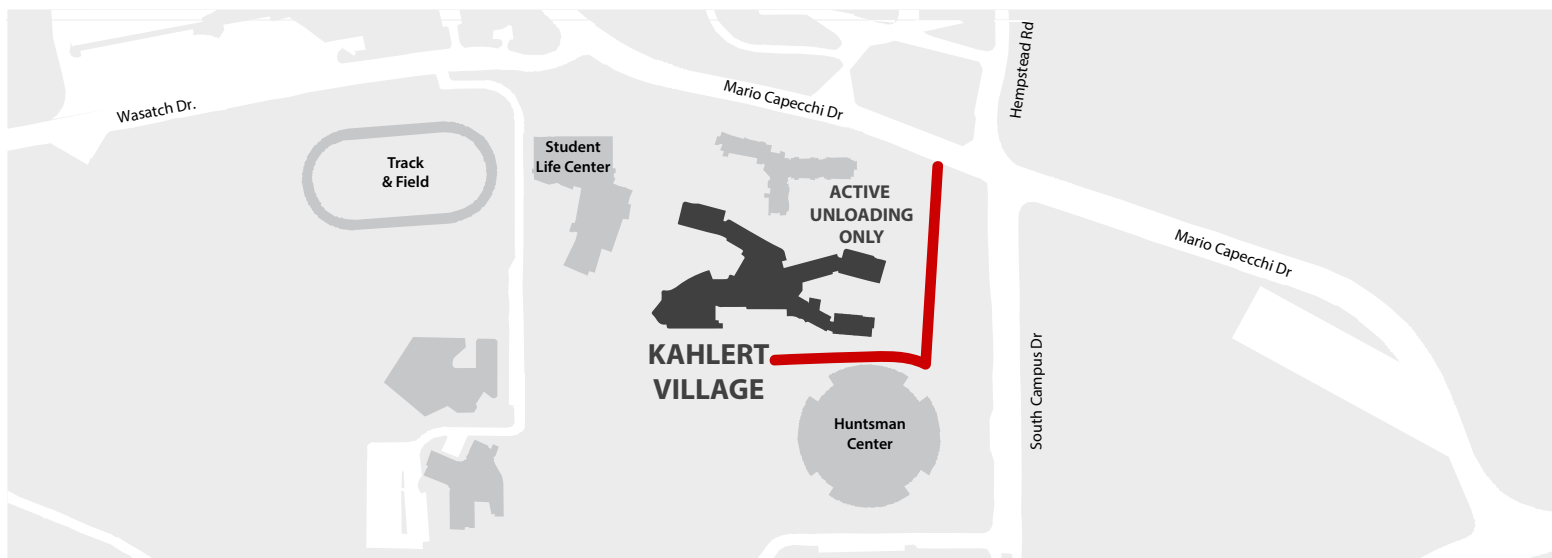 Hempstead Rd
Mario Capecchi Dr
Wasatch Dr.
Student
Life Center
Track
& Field
ACTIVE
UNLOADING
ONLY
Mario Capecchi Dr
KAHLERT
VILLAGE
South Campus Dr
Huntsman
Center